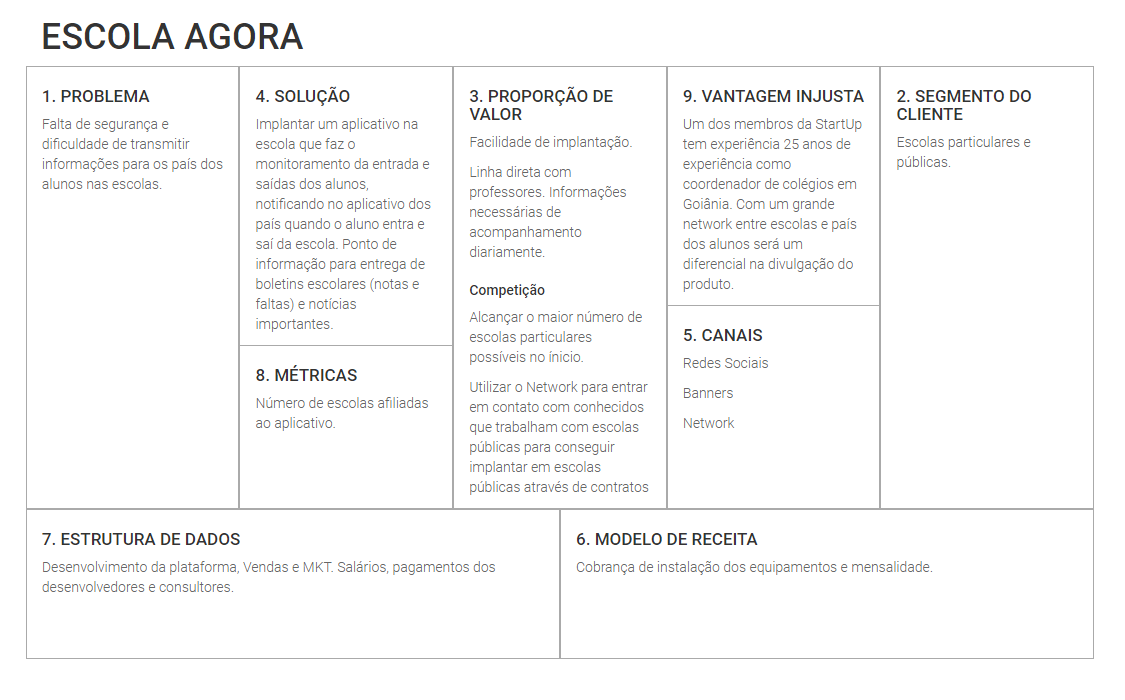 ESCOLA AGORA
1. PROBLEMA
Falta de segurança e
dificuldade de transmitir
informações para os país dos
alunos nas escolas.
4. SOLUÇÃO
Implantar um aplicativo na
escola que faz o
monitoramento da entrada e
saídas dos alunos,
notificando no aplicativo dos
país quando o aluno entra e
saí da escola. Ponto de
informação para entrega de
boletins escolares (notas e
faltas) e notícias
importantes.
8. MÉTRICAS
Número de escolas afiliadas
ao aplicativo.
3. PROPORÇÃO DE
VALOR
Facilidade de implantação.
Linha direta com
professores. Informações
necessárias de
acompanhamento
diariamente.
Competição
Alcançar o maior número de
escolas particulares
possíveis no ínicio.
Utilizar o Network para entrar
em contato com conhecidos
que trabalham com escolas
públicas para conseguir
implantar em escolas
públicas através de contratos
9. VANTAGEM INJUSTA
Um dos membros da StartUp
tem experiência 25 anos de
experiência como
coordenador de colégios em
Goiânia. Com um grande
network entre escolas e país
dos alunos será um
diferencial na divulgação do
produto.
5. CANAIS
Redes Sociais
Banners
Network
2. SEGMENTO DO
CLIENTE
Escolas particulares e
públicas.
7. ESTRUTURA DE DADOS
Desenvolvimento da plataforma, Vendas e MKT. Salários, pagamentos dos
desenvolvedores e consultores.
6. MODELO DE RECEITA
Cobrança de instalação dos equipamentos e mensalidade.